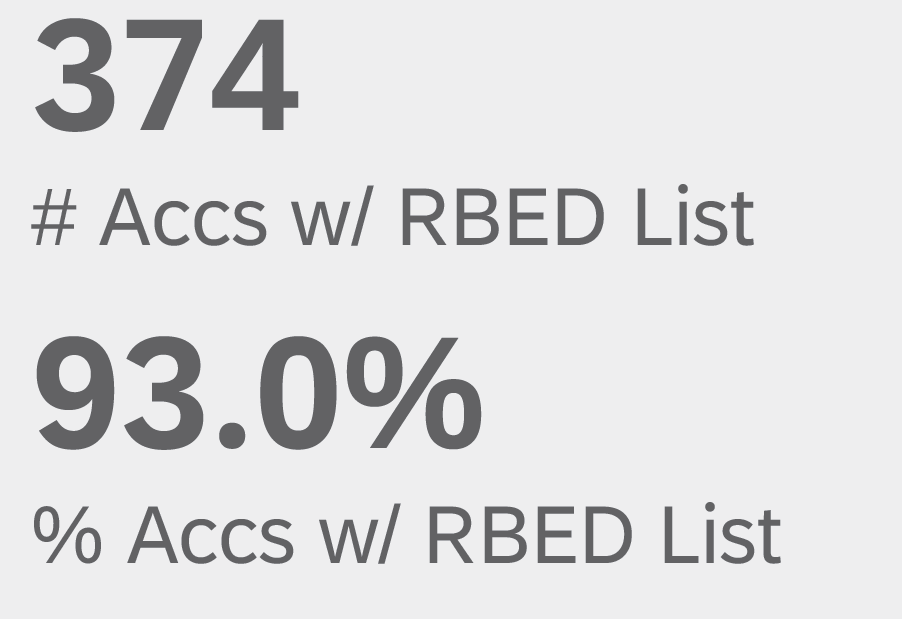 374
# Accs w/ RBED List
93.0%
% Accs w/ RBED List